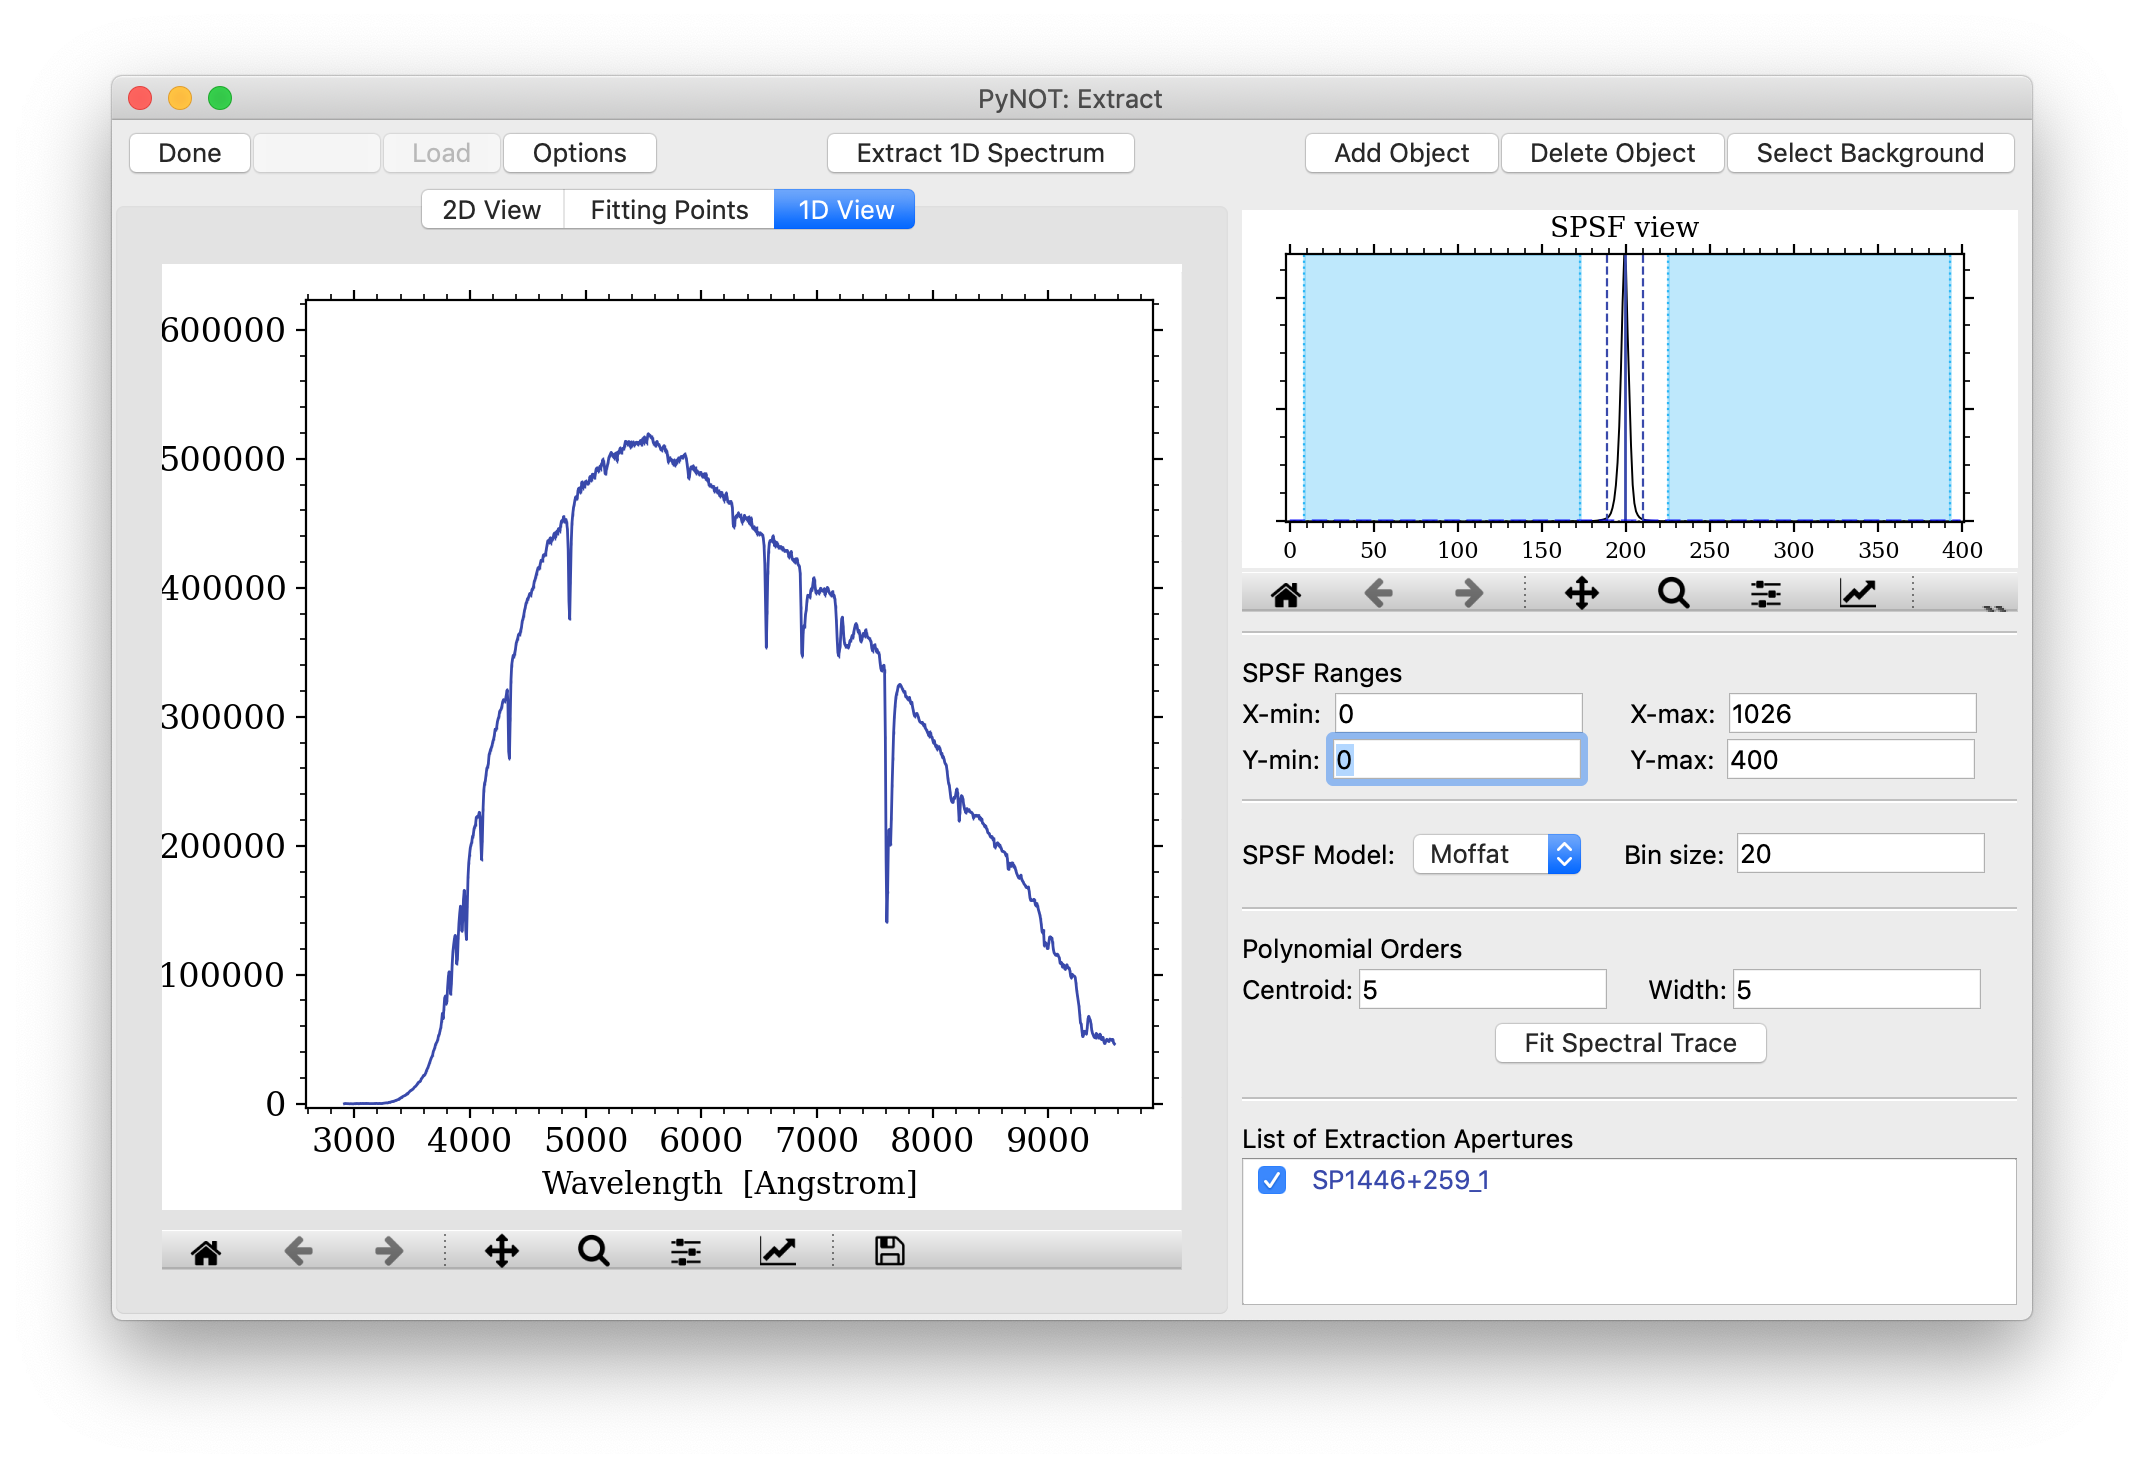 PyNOT: Extract
Done
Load
Options
Extract 1D Spectrum
Add Object
Delete Object
Select Background
2D View
Fitting Points
1D View
600000
500000
400000
300000
200000
100000
0
3000 4000 5000 6000 7000 8000 9000
Wavelength [Angstrom]
SPSF view
0 50 100 150 200 250 300 350 400
SPSF Ranges
X-min: 0 X-max: 1026
Y-min: 0 Y-max: 400
SPSF Model: Moffat Bin size: 20
Polynomial Orders
Centroid: 5 Width: 5
Fit Spectral Trace
List of Extraction Apertures
SP1446+259_1